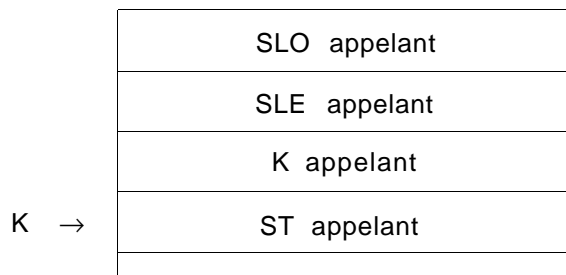 SLO appelant
SLE appelant
K appelant
K → ST appelant